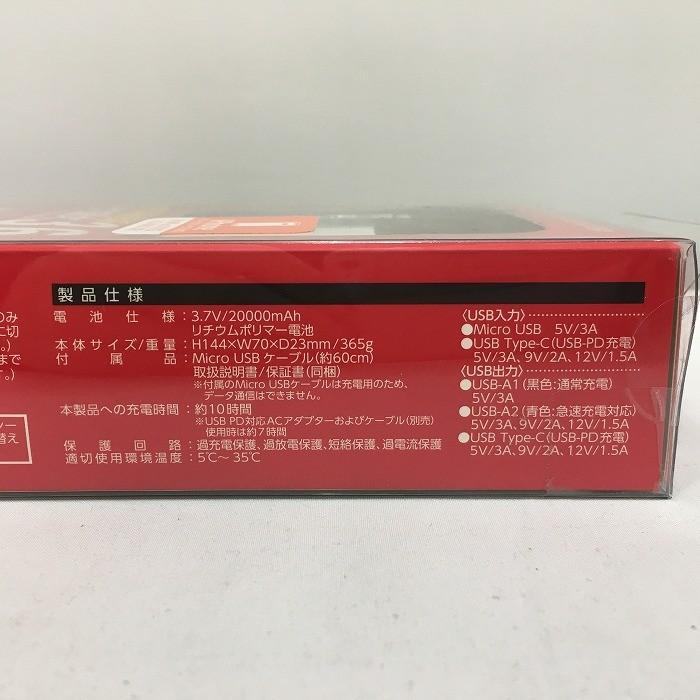 製品仕様
電池仕様:3.7V/20000mAh
リチウムポリマー電池
本体サイズ/重量:H144×W70×D23mm/365g
付属品:Micro USBケーブル(約60cm)
取扱説明書/保証書(同梱)
※付属のMicro USBケーブルは充電用のため、
データ通信はできません。
本製品への充電時間:約10時間
※USB PD対応ACアダプターおよびケーブル(別売)
使用時は約7時間
保護回路:過充電保護、過放電保護、短絡保護、過電流保護
適切使用環境温度:5℃~35℃
〈USB入力〉
●Micro USB 5V/3A
●USB Type-C(USB-PD充電)
5V/3A、9V/2A、12V/1.5A
〈USB出力〉
●USB-A1(黒色:通常充電)
5V/3A
●USB-A2(青色:急速充電対応)
5V/3A、9V/2A、12V/1.5A
●USB Type-C(USB-PD充電)
5V/3A、9V/2A、12V/1.5A